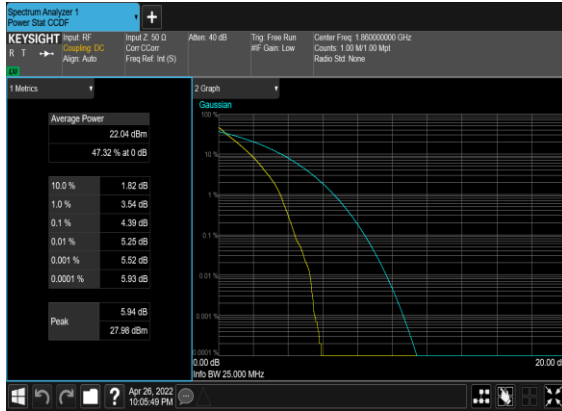 Spectrum Analyzer 1
Power Stat CCDF
KEYSIGHT
R T
LU
Input: RF
Coupling: DC
Align: Auto
Input Z: 50 Ω
Corr CCorr
Freq Ref: Int (S)
Atten: 40 dB
Trig: Free Run
#IF Gain: Low
Center Freq: 1.860000000 GHz
Counts: 1.00 M/1.00 Mpt
Radio Std: None
1 Metrics
Average Power
22.04 dBm
47.32 % at 0 dB
10.0 % 1.82 dB
1.0 % 3.54 dB
0.1 % 4.39 dB
0.01 % 5.25 dB
0.001 % 5.52 dB
0.0001 % 5.93 dB
Peak
5.94 dB
27.98 dBm
2 Graph
Gaussian
100 %
10 %
1 %
0.1 %
0.01 %
0.001 %
0.0001 %
0.00 dB
20.00 d
Info BW 25.000 MHz
?
Apr 26, 2022
10:05:49 PM